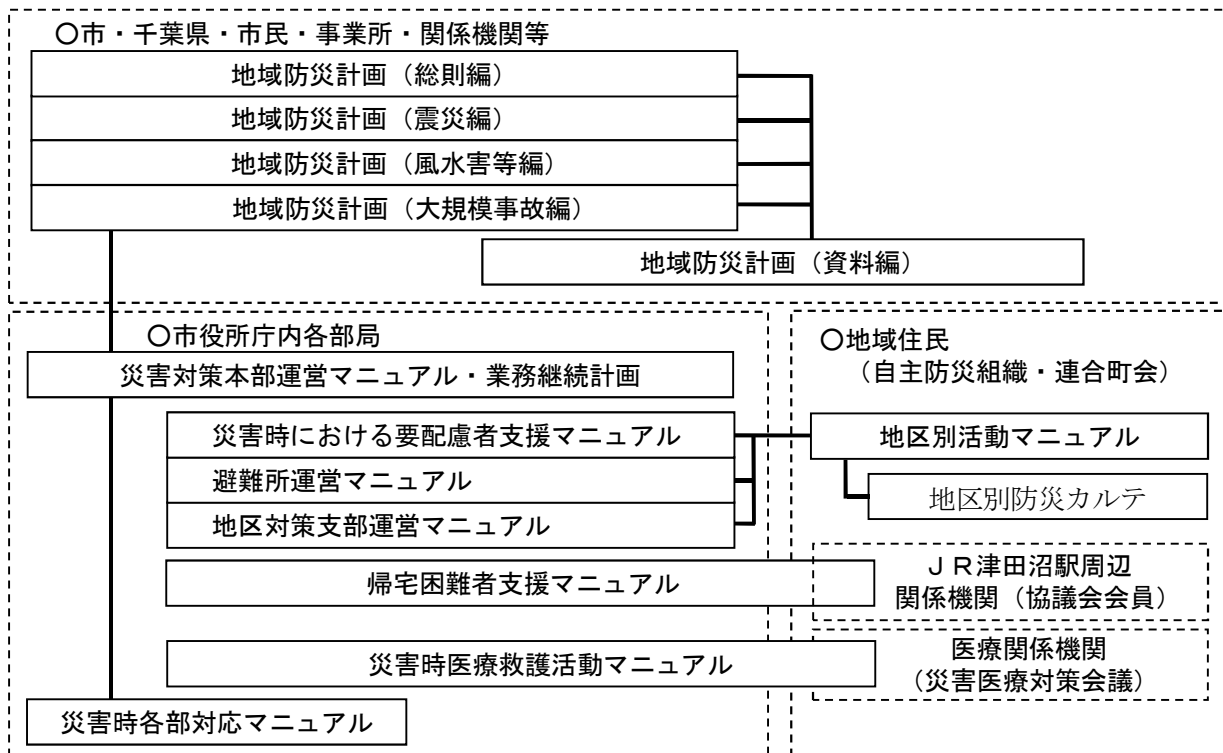 〇市・千葉県・市民・事業所・関係機関等
地域防災計画（総則編）
地域防災計画（震災編）
地域防災計画（風水害等編）
地域防災計画（大規模事故編）
地域防災計画（資料編）
〇市役所庁内各部局
災害対策本部運営マニュアル・業務継続計画
災害時における要配慮者支援マニュアル
避難所運営マニュアル
地区対策支部運営マニュアル
帰宅困難者支援マニュアル
災害時医療救護活動マニュアル
災害時各部対応マニュアル
〇地域住民
（自主防災組織・連合町会）
地区別活動マニュアル
地区別防災カルテ
ＪＲ津田沼駅周辺
関係機関（協議会会員）
医療関係機関
（災害医療対策会議）